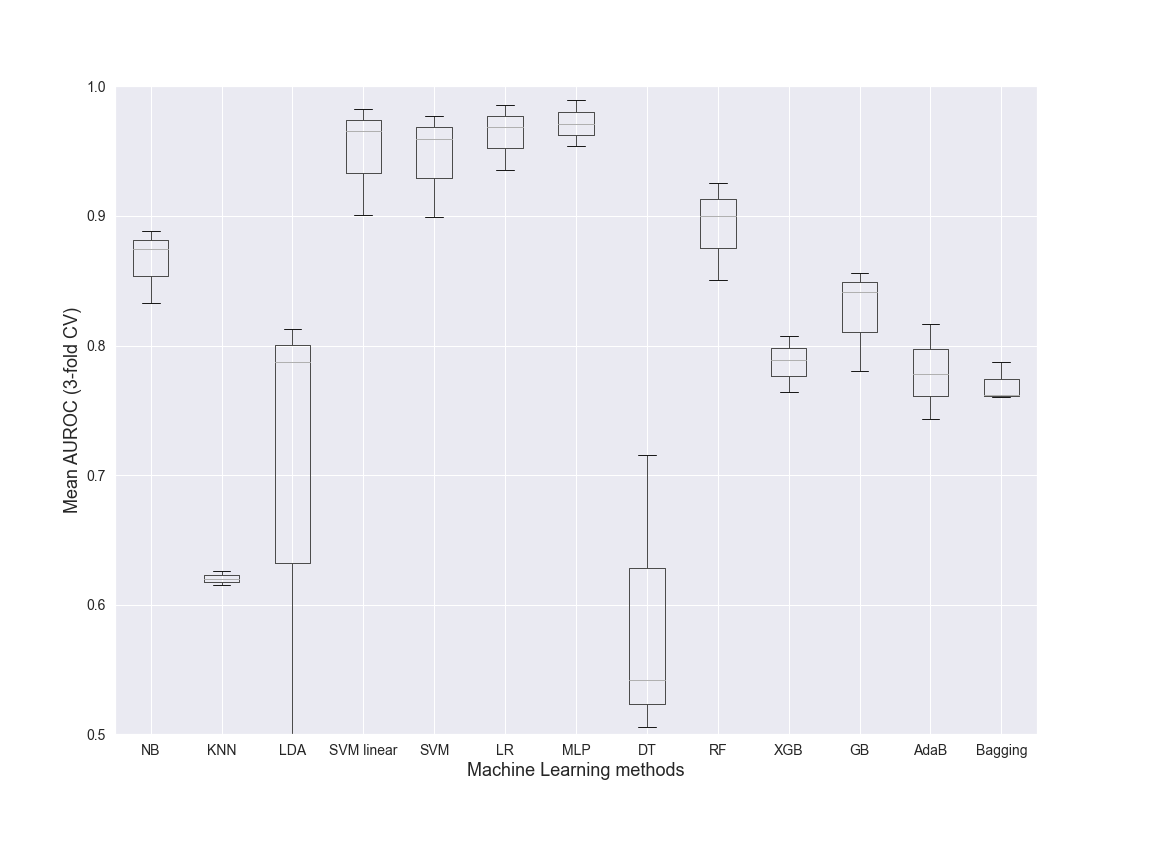 1.0
0.9
0.8
0.7
0.6
0.5
Mean AUROC (3-fold CV)
NB KNN LDA SVM linear SVM LR MLP DT RF XGB GB AdaB Bagging
Machine Learning methods